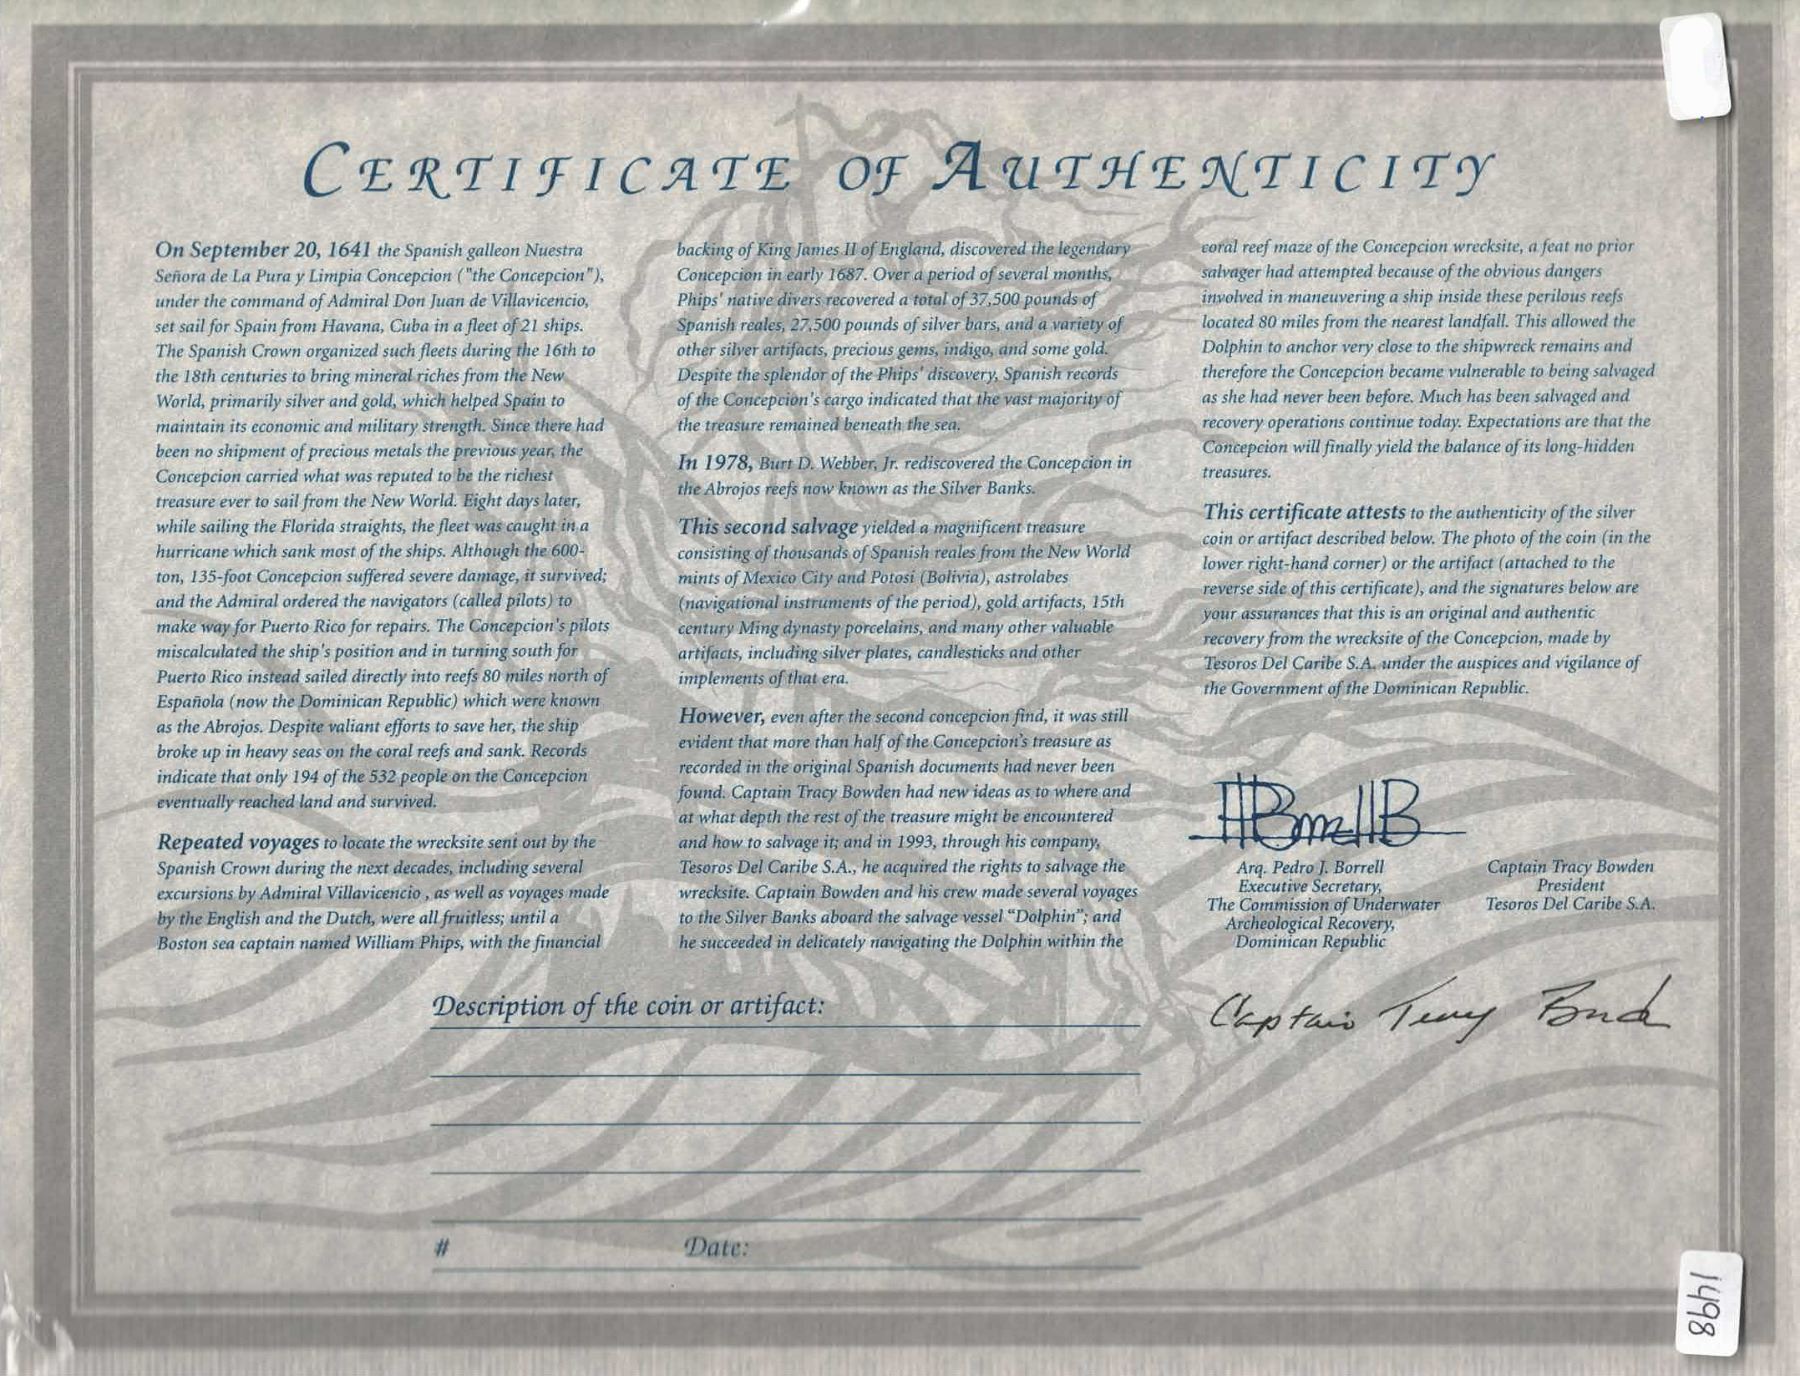 CERTIFICATE OF AUTHENTICITY
On September 20, 1641 the Spanish galleon Nuestra
Señora de La Pura y Limpia Concepcion ("the Concepcion"),
under the command of Admiral Don Juan de Villavicencio,
set sail for Spain from Havana, Cuba in a fleet of 21 ships.
The Spanish Crown organized such fleets during the 16th to
the 18th centuries to bring mineral riches from the New
World, primarily silver and gold, which helped Spain to
maintain its economic and military strength. Since there had
been no shipment of precious metals the previous year, the
Concepcion carried what was reputed to be the richest
treasure ever to sail from the New World. Eight days later,
while sailing the Florida straights, the fleet was caught in a
hurricane which sank most of the ships. Although the 600-
ton, 135-foot Concepcion suffered severe damage, it survived;
and the Admiral ordered the navigators (called pilots) to
make way for Puerto Rico for repairs. The Concepcion's pilots
miscalculated the ship's position and in turning south for
Puerto Rico instead sailed directly into reefs 80 miles north of
Española (now the Dominican Republic) which were known
as the Abrojos. Despite valiant efforts to save her, the ship
broke up in heavy seas on the coral reefs and sank. Records
indicate that only 194 of the 532 people on the Concepcion
eventually reached land and survived.
Repeated voyages to locate the wrecksite sent out by the
Spanish Crown during the next decades, including several
excursions by Admiral Villavicencio , as well as voyages made
by the English and the Dutch, were all fruitless; until a
Boston sea captain named William Phips, with the financial
backing of King James II of England, discovered the legendary
Concepcion in early 1687. Over a period of several months,
Phips' native divers recovered a total of 37,500 pounds of
Spanish reales, 27,500 pounds of silver bars, and a variety of
other silver artifacts, precious gems, indigo, and some gold.
Despite the splendor of the Phips' discovery, Spanish records
of the Concepcion's cargo indicated that the vast majority of
the treasure remained beneath the sea.
In 1978, Burt D. Webber, Jr. rediscovered the Concepcion in
the Abrojos reefs now known as the Silver Banks.
This second salvage yielded a magnificent treasure
consisting of thousands of Spanish reales from the New World
mints of Mexico City and Potosi (Bolivia), astrolabes
(navigational instruments of the period), gold artifacts, 15th
century Ming dynasty porcelains, and many other valuable
artifacts, including silver plates, candlesticks and other
implements of that era.
However, even after the second concepcion find, it was still
evident that more than half of the Concepcion's treasure as
recorded in the original Spanish documents had never been
found. Captain Tracy Bowden had new ideas as to where and
at what depth the rest of the treasure might be encountered
and how to salvage it; and in 1993, through his company,
Tesoros Del Caribe S.A., he acquired the rights to salvage the
wrecksite. Captain Bowden and his crew made several voyages
to the Silver Banks aboard the salvage vessel "Dolphin"; and
he succeeded in delicately navigating the Dolphin within the
coral reef maze of the Concepcion wrecksite, a feat no prior
salvager had attempted because of the obvious dangers
involved in maneuvering a ship inside these perilous reefs
located 80 miles from the nearest landfall. This allowed the
Dolphin to anchor very close to the shipwreck remains and
therefore the Concepcion became vulnerable to being salvaged
as she had never been before. Much has been salvaged and
recovery operations continue today. Expectations are that the
Concepcion will finally yield the balance of its long-hidden
treasures.
This certificate attests to the authenticity of the silver
coin or artifact described below. The photo of the coin (in the
lower right-hand corner) or the artifact (attached to the
reverse side of this certificate), and the signatures below are
your assurances that this is an original and authentic
recovery from the wrecksite of the Concepcion, made by
Tesoros Del Caribe S.A. under the auspices and vigilance of
the Government of the Dominican Republic.
Arq. Pedro J. Borrell
Executive Secretary,
The Commission of Underwater
Archeological Recovery,
Dominican Republic
Captain Tracy Bowden
President
Tesoros Del Caribe S.A.
Captain Tracy Bowden
Description of the coin or artifact:
# Date:
1498